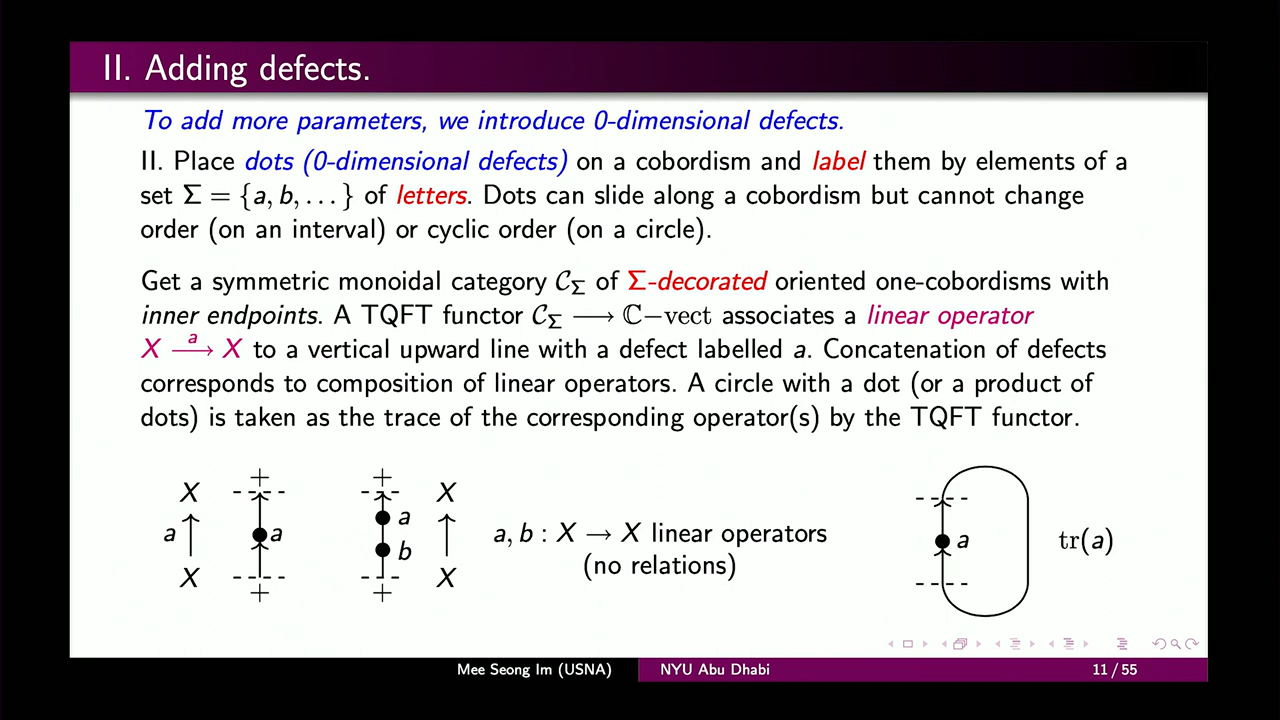 II. Adding defects.
To add more parameters, we introduce 0-dimensional defects.
II. Place dots (0-dimensional defects) on a cobordism and label them by elements of a
set Σ = {a, b, . . . } of letters. Dots can slide along a cobordism but cannot change
order (on an interval) or cyclic order (on a circle).
Get a symmetric monoidal category 𝒞_Σ of Σ-decorated oriented one-cobordisms with
inner endpoints. A TQFT functor 𝒞_Σ ⟶ ℂ−vect associates a linear operator
X —a→ X to a vertical upward line with a defect labelled a. Concatenation of defects
corresponds to composition of linear operators. A circle with a dot (or a product of
dots) is taken as the trace of the corresponding operator(s) by the TQFT functor.
X + + X
a a a
b
X + + X
a, b : X → X linear operators
(no relations)
a tr(a)
Mee Seong Im (USNA) NYU Abu Dhabi 11 / 55